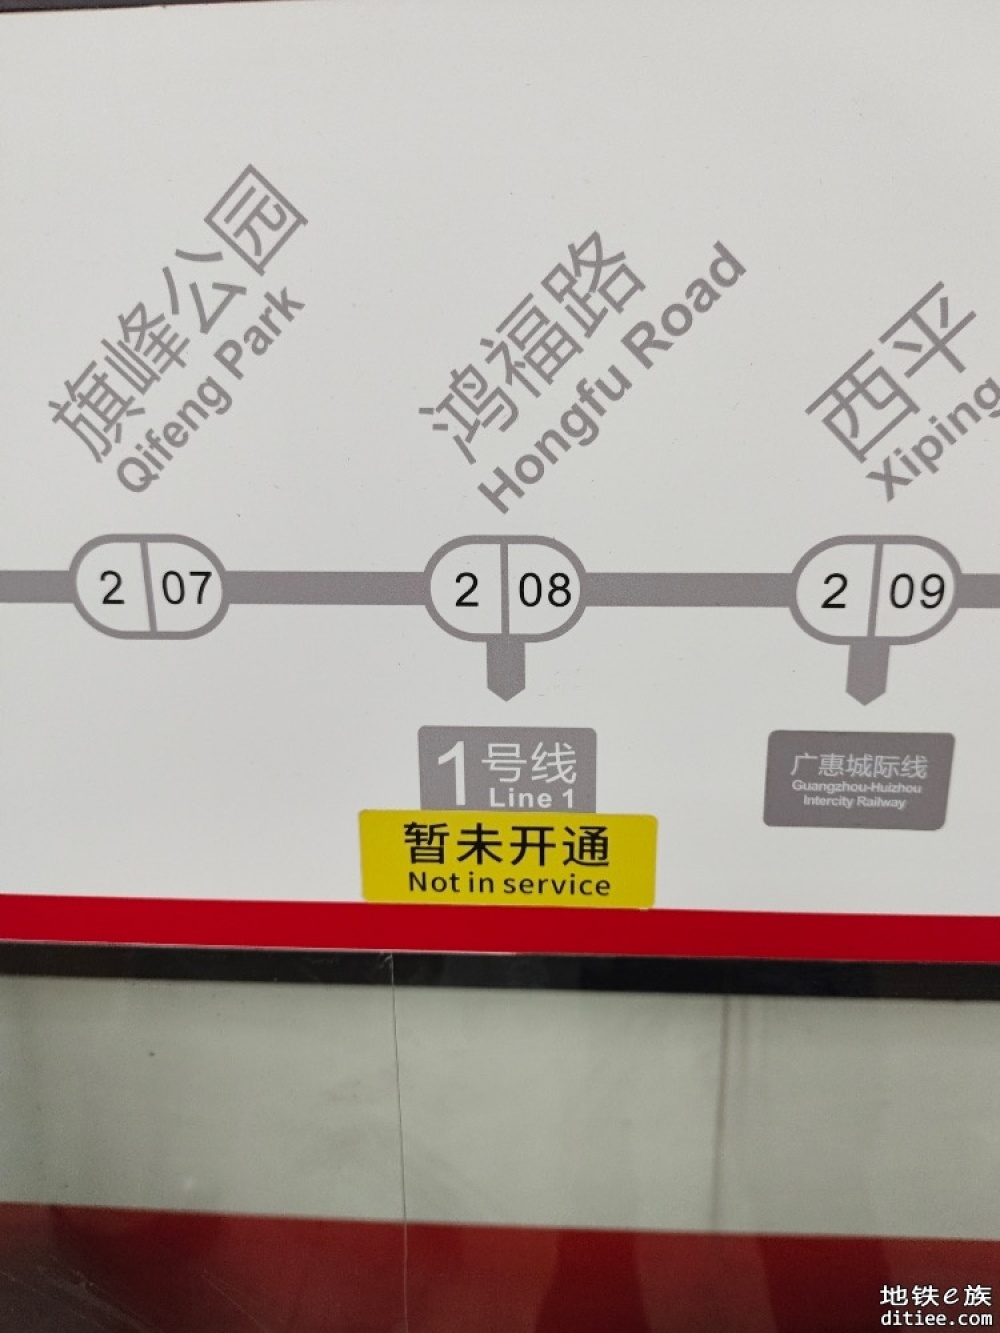 旗峰公园
Qifeng Park
鸿福路
Hongfu Road
西平
Xiping
2 07
2 08
2 09
1号线
Line 1
广惠城际线
Guangzhou-Huizhou
Intercity Railway
暂未开通
Not in service
地铁e族
ditiee.com